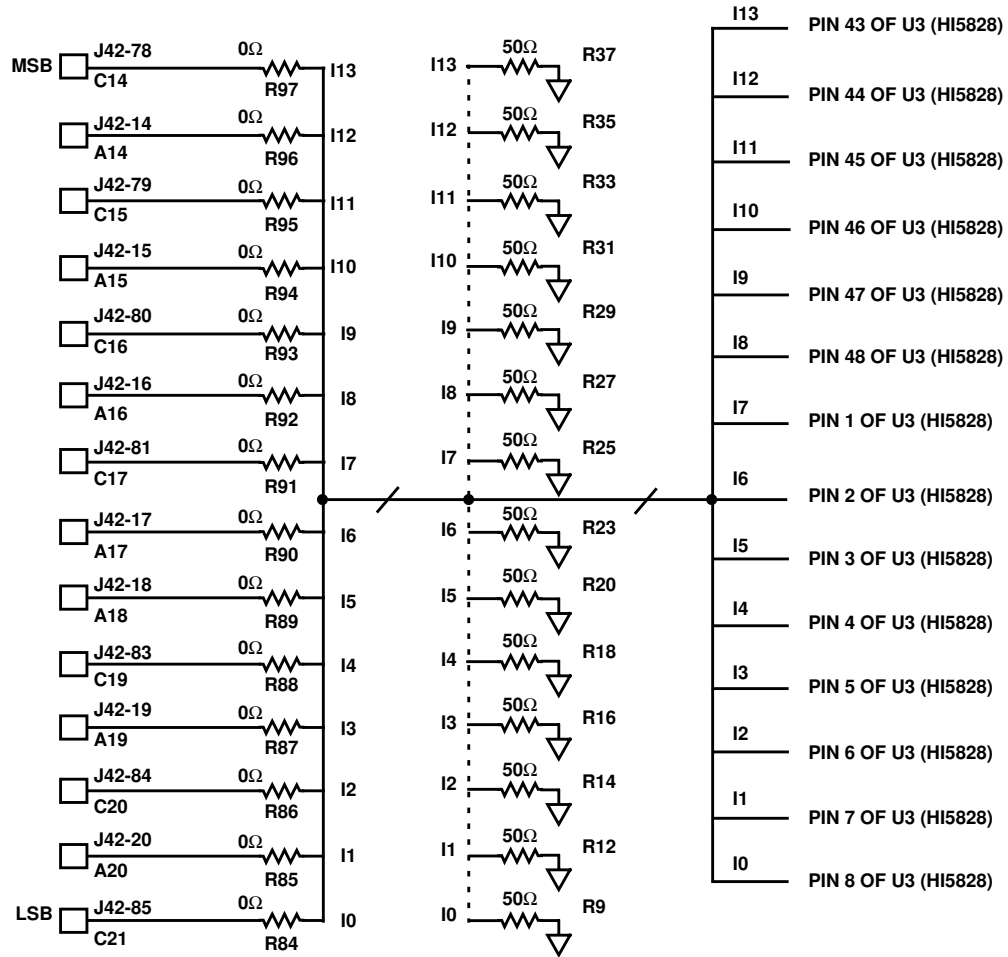 MSB J42-78 0Ω I13
C14 R97
J42-14 0Ω I12
A14 R96
J42-79 0Ω I11
C15 R95
J42-15 0Ω I10
A15 R94
J42-80 0Ω I9
C16 R93
J42-16 0Ω I8
A16 R92
J42-81 0Ω I7
C17 R91
J42-17 0Ω I6
A17 R90
J42-18 0Ω I5
A18 R89
J42-83 0Ω I4
C19 R88
J42-19 0Ω I3
A19 R87
J42-84 0Ω I2
C20 R86
J42-20 0Ω I1
A20 R85
LSB J42-85 0Ω I0
C21 R84
I13 50Ω R37
I12 50Ω R35
I11 50Ω R33
I10 50Ω R31
I9 50Ω R29
I8 50Ω R27
I7 50Ω R25
I6 50Ω R23
I5 50Ω R20
I4 50Ω R18
I3 50Ω R16
I2 50Ω R14
I1 50Ω R12
I0 50Ω R9
I13 PIN 43 OF U3 (HI5828)
I12 PIN 44 OF U3 (HI5828)
I11 PIN 45 OF U3 (HI5828)
I10 PIN 46 OF U3 (HI5828)
I9 PIN 47 OF U3 (HI5828)
I8 PIN 48 OF U3 (HI5828)
I7 PIN 1 OF U3 (HI5828)
I6 PIN 2 OF U3 (HI5828)
I5 PIN 3 OF U3 (HI5828)
I4 PIN 4 OF U3 (HI5828)
I3 PIN 5 OF U3 (HI5828)
I2 PIN 6 OF U3 (HI5828)
I1 PIN 7 OF U3 (HI5828)
I0 PIN 8 OF U3 (HI5828)